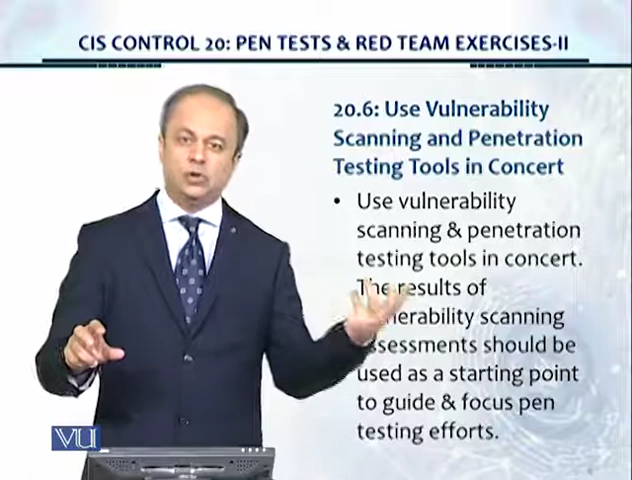 CIS CONTROL 20: PEN TESTS & RED TEAM EXERCISES-II
20.6: Use Vulnerability
Scanning and Penetration
Testing Tools in Concert
• Use vulnerability
scanning & penetration
testing tools in concert.
The results of
vulnerability scanning
assessments should be
used as a starting point
to guide & focus pen
testing efforts.
VU